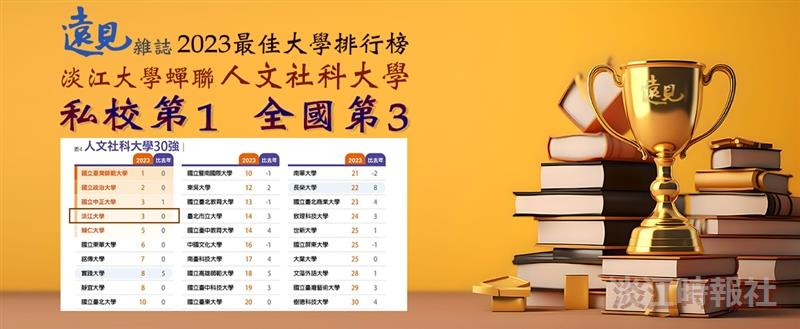 遠見 雜誌 2023最佳大學排行榜
淡江大學蟬聯人文社科大學
私校第1 全國第3
表4 人文社科大學30強
2023 比去年
國立臺灣師範大學 1 0
國立政治大學 2 0
國立中正大學 3 1
淡江大學 3 0
輔仁大學 5 0
國立東華大學 6 0
銘傳大學 7 0
實踐大學 8 5
靜宜大學 8 0
國立臺北大學 10 0
2023 比去年
國立暨南國際大學 10 -1
東吳大學 12 2
國立臺北教育大學 13 -1
臺北市立大學 14 3
國立臺中教育大學 14 4
中國文化大學 16 -1
南臺科技大學 17 4
國立高雄師範大學 18 5
國立臺中科技大學 19 3
國立臺東大學 20 0
2023 比去年
南華大學 21 -2
長榮大學 22 8
國立臺北商業大學 23 4
致理科技大學 24 3
世新大學 25 1
國立屏東大學 25 -1
大葉大學 25 0
文藻外語大學 28 1
國立臺灣藝術大學 29 3
樹德科技大學 30 4
遠見
淡江時報社